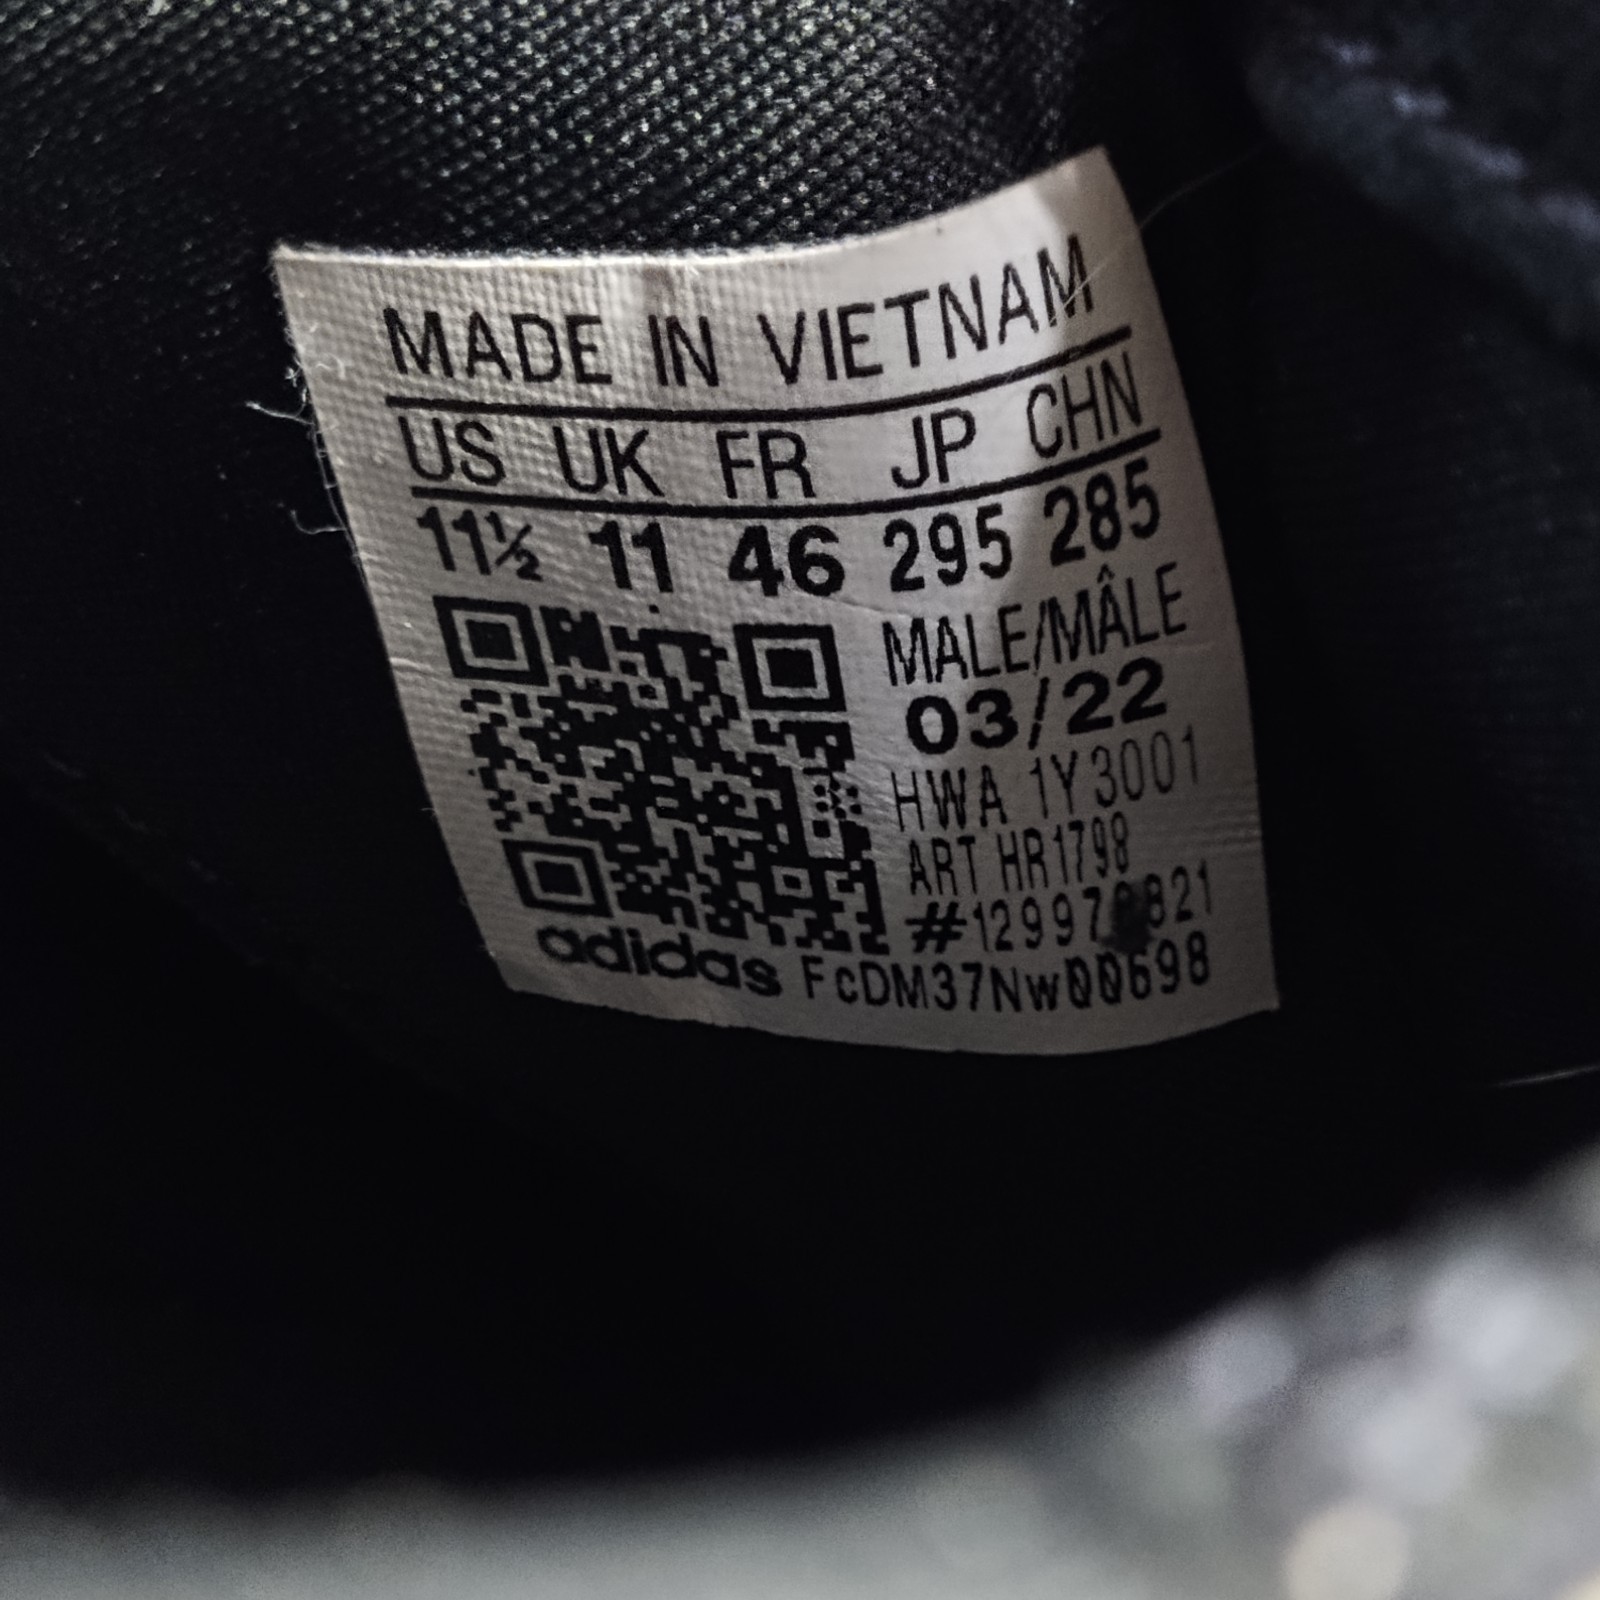 MADE IN VIETNAM
US UK FR JP CHN
11½ 11 46 295 285
MALE/MÂLE
03/22
HWA 1Y3001
ART HR1798
adidas FcDM37Nw00698